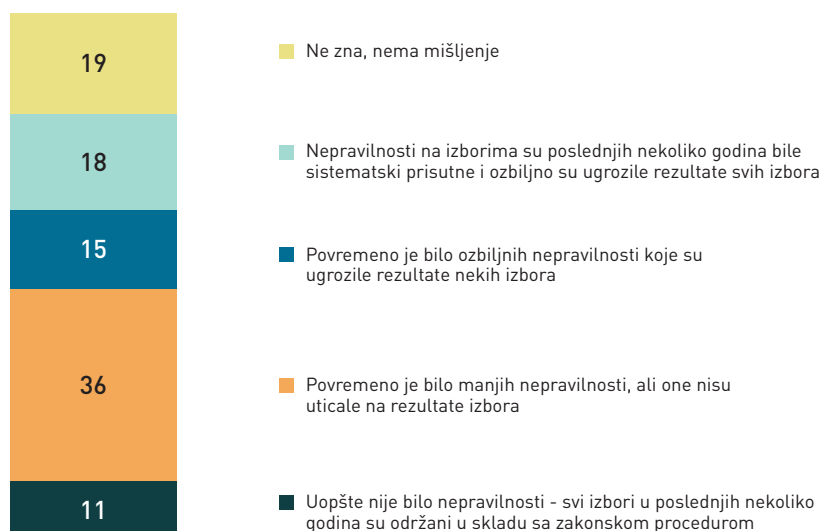 19
Ne zna, nema mišljenje
18
Nepravilnosti na izborima su poslednjih nekoliko godina bile
sistematski prisutne i ozbiljno su ugrozile rezultate svih izbora
15
Povremeno je bilo ozbiljnih nepravilnosti koje su
ugrozile rezultate nekih izbora
36
Povremeno je bilo manjih nepravilnosti, ali one nisu
uticale na rezultate izbora
11
Uopšte nije bilo nepravilnosti - svi izbori u poslednjih nekoliko
godina su održani u skladu sa zakonskom procedurom